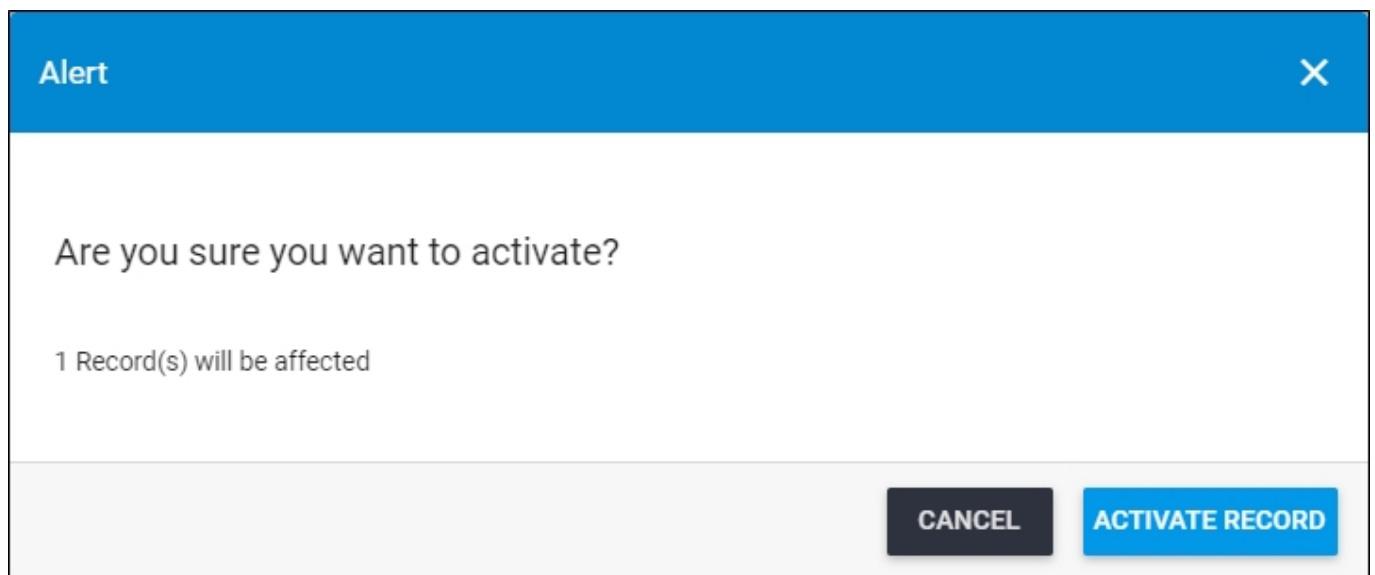 Alert
Are you sure you want to activate?
1 Record(s) will be affected
CANCEL ACTIVATE RECORD